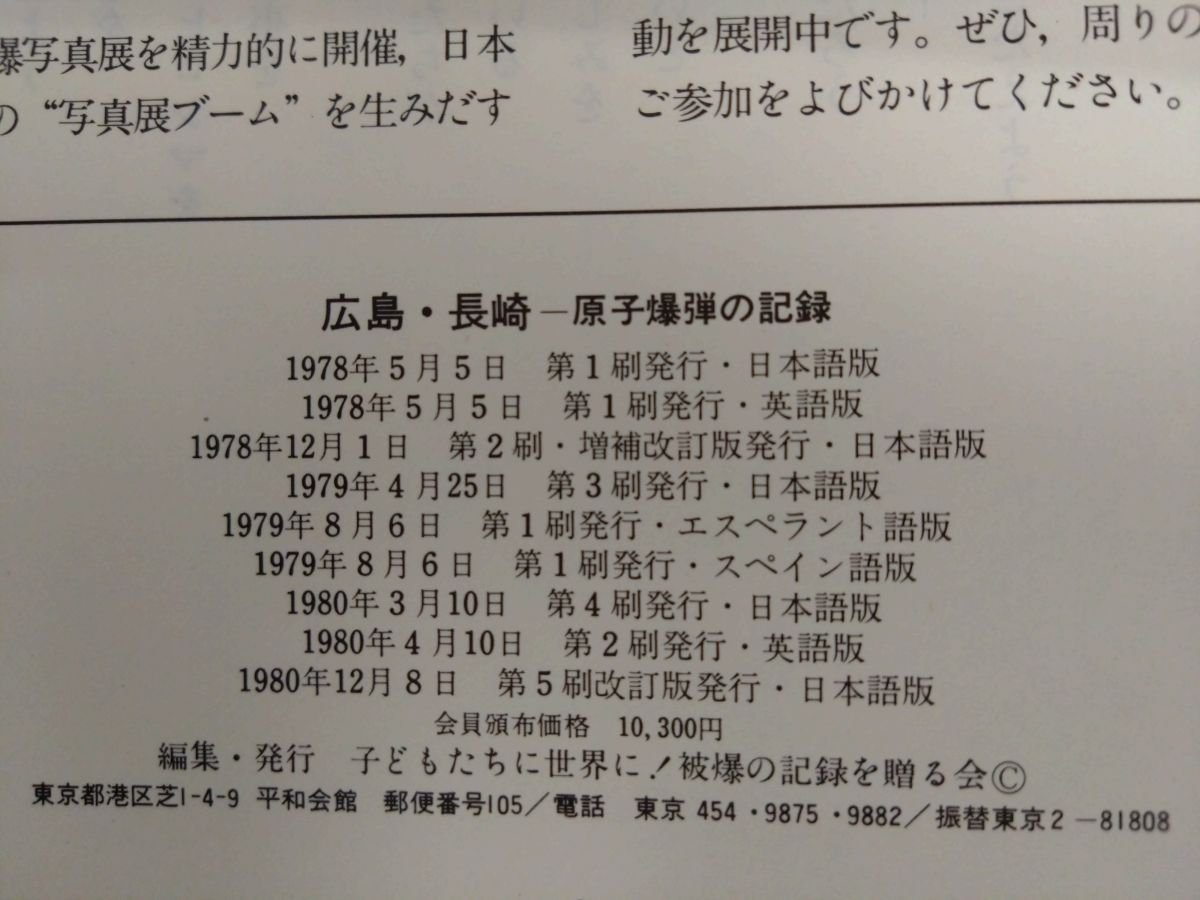 爆写真展を精力的に開催，日本
の“写真展ブーム”を生みだす
動を展開中です。ぜひ，周りの
ご参加をよびかけてください。
広島・長崎－原子爆弾の記録
1978年5月5日　第1刷発行・日本語版
1978年5月5日　第1刷発行・英語版
1978年12月1日　第2刷・増補改訂版発行・日本語版
1979年4月25日　第3刷発行・日本語版
1979年8月6日　第1刷発行・エスペラント語版
1979年8月6日　第1刷発行・スペイン語版
1980年3月10日　第4刷発行・日本語版
1980年4月10日　第2刷発行・英語版
1980年12月8日　第5刷改訂版発行・日本語版
会員頒布価格　10,300円
編集・発行　子どもたちに世界に！被爆の記録を贈る会©
東京都港区芝1-4-9 平和会館　郵便番号105／電話　東京 454・9875・9882／振替東京2－81808